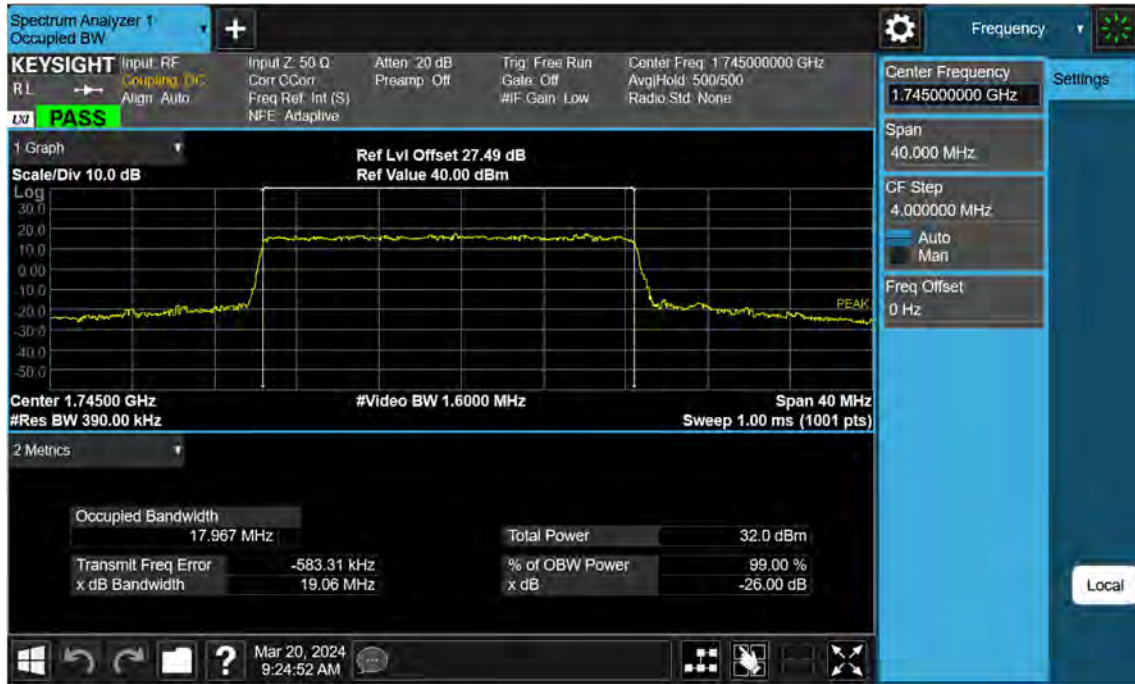 Spectrum Analyzer 1
Occupied BW
+
Frequency
KEYSIGHT
RL
LXI
PASS
Input: RF
Coupling: DC
Align: Auto
Input Z: 50 Ω
Corr CCorr
Freq Ref: Int (S)
NFE: Adaptive
Atten: 20 dB
Preamp: Off
Trig: Free Run
Gate: Off
#IF Gain: Low
Center Freq: 1.745000000 GHz
Avg|Hold: 500/500
Radio Std: None
Center Frequency
1.745000000 GHz
Settings
Span
40.000 MHz
CF Step
4.000000 MHz
Auto
Man
Freq Offset
0 Hz
Local
1 Graph
Scale/Div 10.0 dB
Ref Lvl Offset 27.49 dB
Ref Value 40.00 dBm
Log
30.0
20.0
10.0
0.00
-10.0
-20.0
-30.0
-40.0
-50.0
PEAK
Center 1.74500 GHz
#Video BW 1.6000 MHz
Span 40 MHz
#Res BW 390.00 kHz
Sweep 1.00 ms (1001 pts)
2 Metrics
Occupied Bandwidth
17.967 MHz
Total Power
32.0 dBm
Transmit Freq Error
-583.31 kHz
% of OBW Power
99.00 %
x dB Bandwidth
19.06 MHz
x dB
-26.00 dB
?
Mar 20, 2024
9:24:52 AM